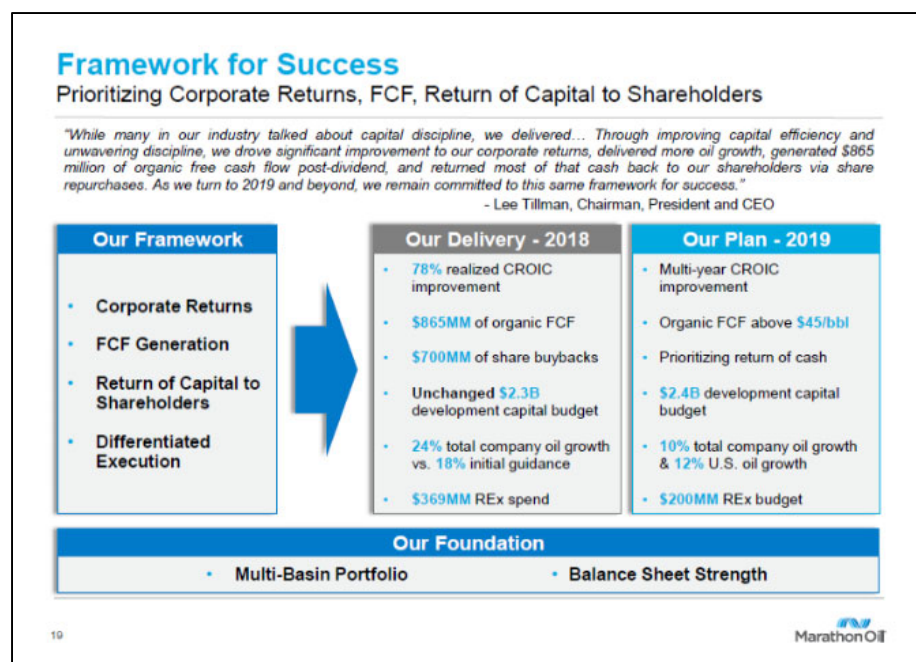 Framework for Success
Prioritizing Corporate Returns, FCF, Return of Capital to Shareholders
"While many in our industry talked about capital discipline, we delivered… Through improving capital efficiency and
unwavering discipline, we drove significant improvement to our corporate returns, delivered more oil growth, generated $865
million of organic free cash flow post-dividend, and returned most of that cash back to our shareholders via share
repurchases. As we turn to 2019 and beyond, we remain committed to this same framework for success."
- Lee Tillman, Chairman, President and CEO
Our Framework
• Corporate Returns
• FCF Generation
• Return of Capital to
Shareholders
• Differentiated
Execution
Our Delivery - 2018
• 78% realized CROIC
improvement
• $865MM of organic FCF
• $700MM of share buybacks
• Unchanged $2.3B
development capital budget
• 24% total company oil growth
vs. 18% initial guidance
• $369MM REx spend
Our Plan - 2019
• Multi-year CROIC
improvement
• Organic FCF above $45/bbl
• Prioritizing return of cash
• $2.4B development capital
budget
• 10% total company oil growth
& 12% U.S. oil growth
• $200MM REx budget
Our Foundation
• Multi-Basin Portfolio
• Balance Sheet Strength
19
Marathon Oil